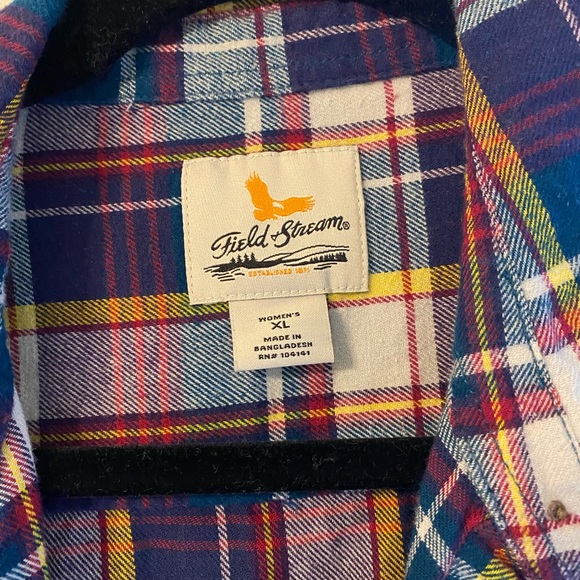 Field & Stream®
ESTABLISHED 1871
WOMEN'S
XL
MADE IN
BANGLADESH
RN# 104141